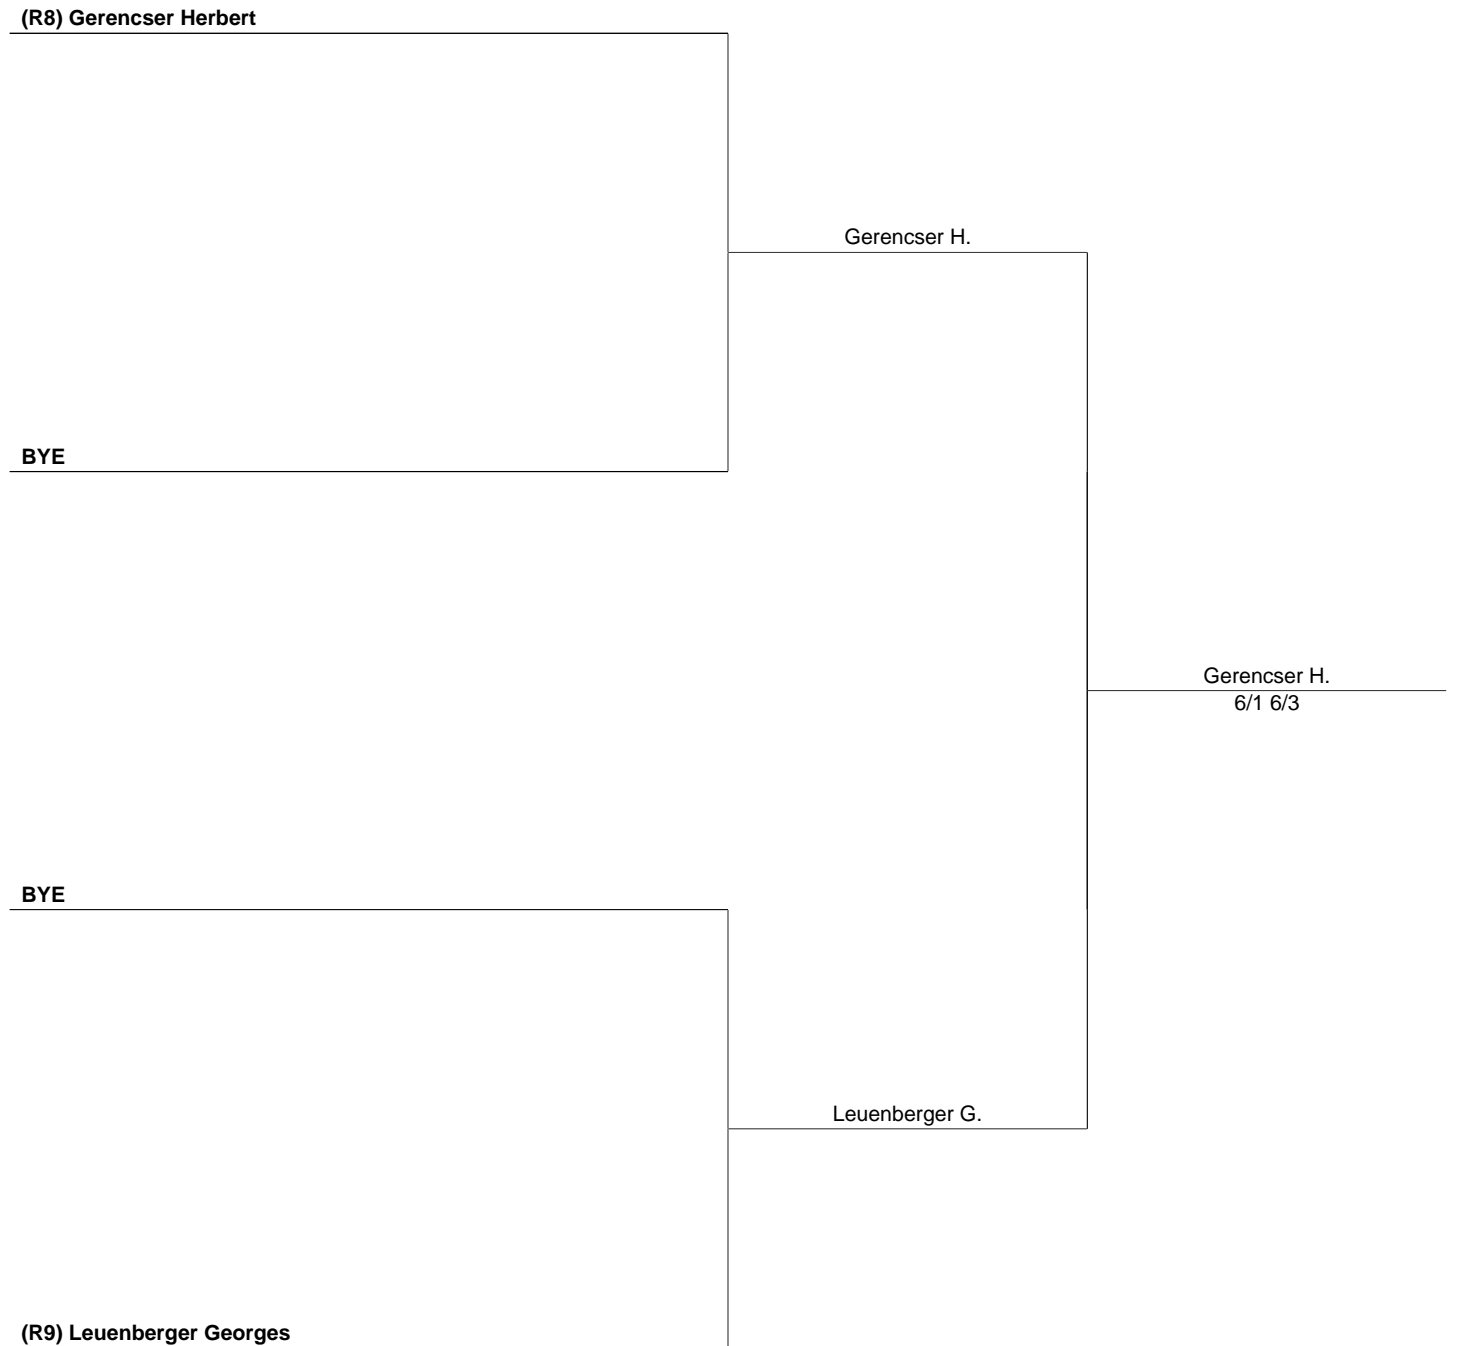 (R8) Gerencser Herbert
Gerencser H.
BYE
Gerencser H.
6/1 6/3
BYE
Leuenberger G.
(R9) Leuenberger Georges